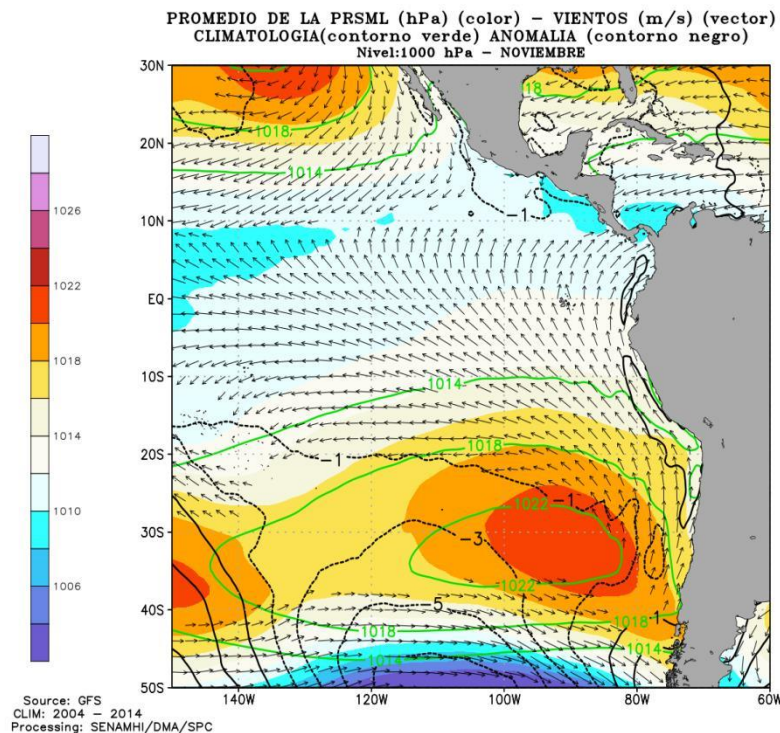 PROMEDIO DE LA PRSML (hPa) (color) – VIENTOS (m/s) (vector)
CLIMATOLOGIA(contorno verde) ANOMALIA (contorno negro)
Nivel:1000 hPa – NOVIEMBRE
30N
20N
10N
EQ
10S
20S
30S
40S
50S
140W
120W
100W
80W
60W
1026
1022
1018
1014
1010
1006
1018
1014
18
-1
1014
1018
-1
-1
1022
-3
1022
-5
1018
1
1014
1014
Source: GFS
CLIM: 2004 – 2014
Processing: SENAMHI/DMA/SPC